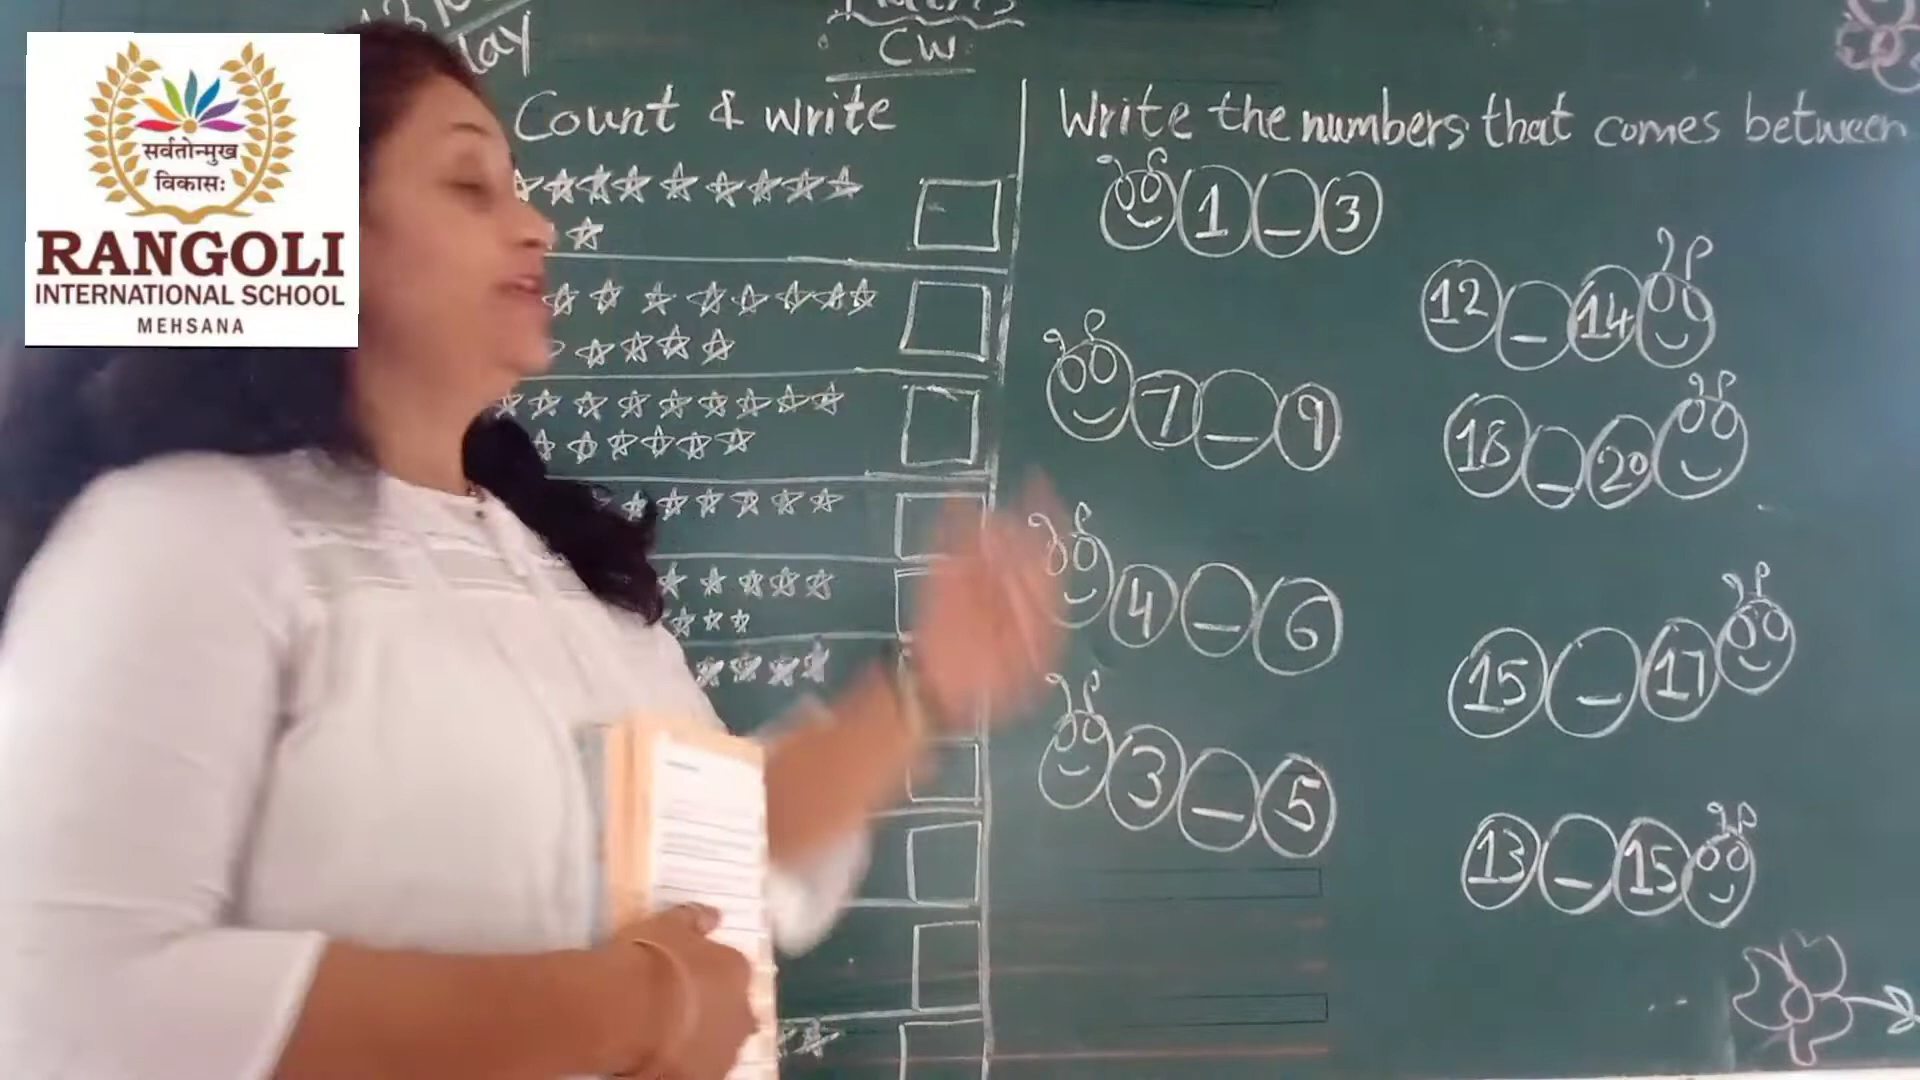 सर्वतोन्मुख
विकासः
RANGOLI
INTERNATIONAL SCHOOL
MEHSANA
CW
Count & write
Write the numbers that comes between
1 _ 3
12 _ 14
7 _ 9
18 _ 20
4 _ 6
15 _ 17
3 _ 5
13 _ 15